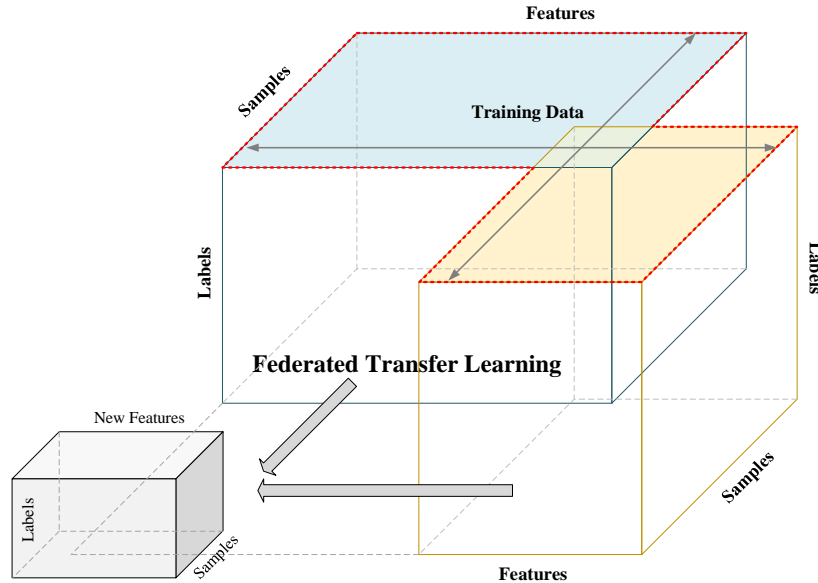 Features
Samples
Training Data
Labels
Labels
Federated Transfer Learning
New Features
Labels
Samples
Samples
Features